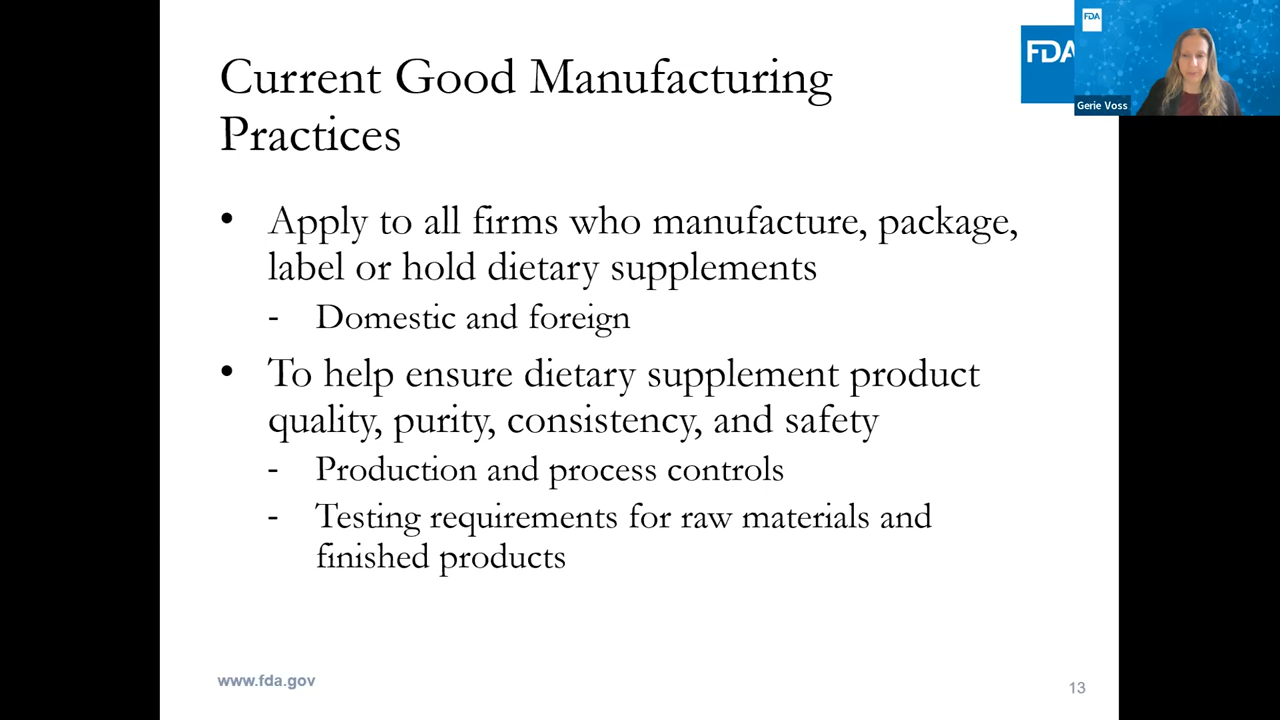 Current Good Manufacturing
Practices
FDA
FDA
Gerie Voss
• Apply to all firms who manufacture, package,
label or hold dietary supplements
- Domestic and foreign
• To help ensure dietary supplement product
quality, purity, consistency, and safety
- Production and process controls
- Testing requirements for raw materials and
finished products
www.fda.gov
13